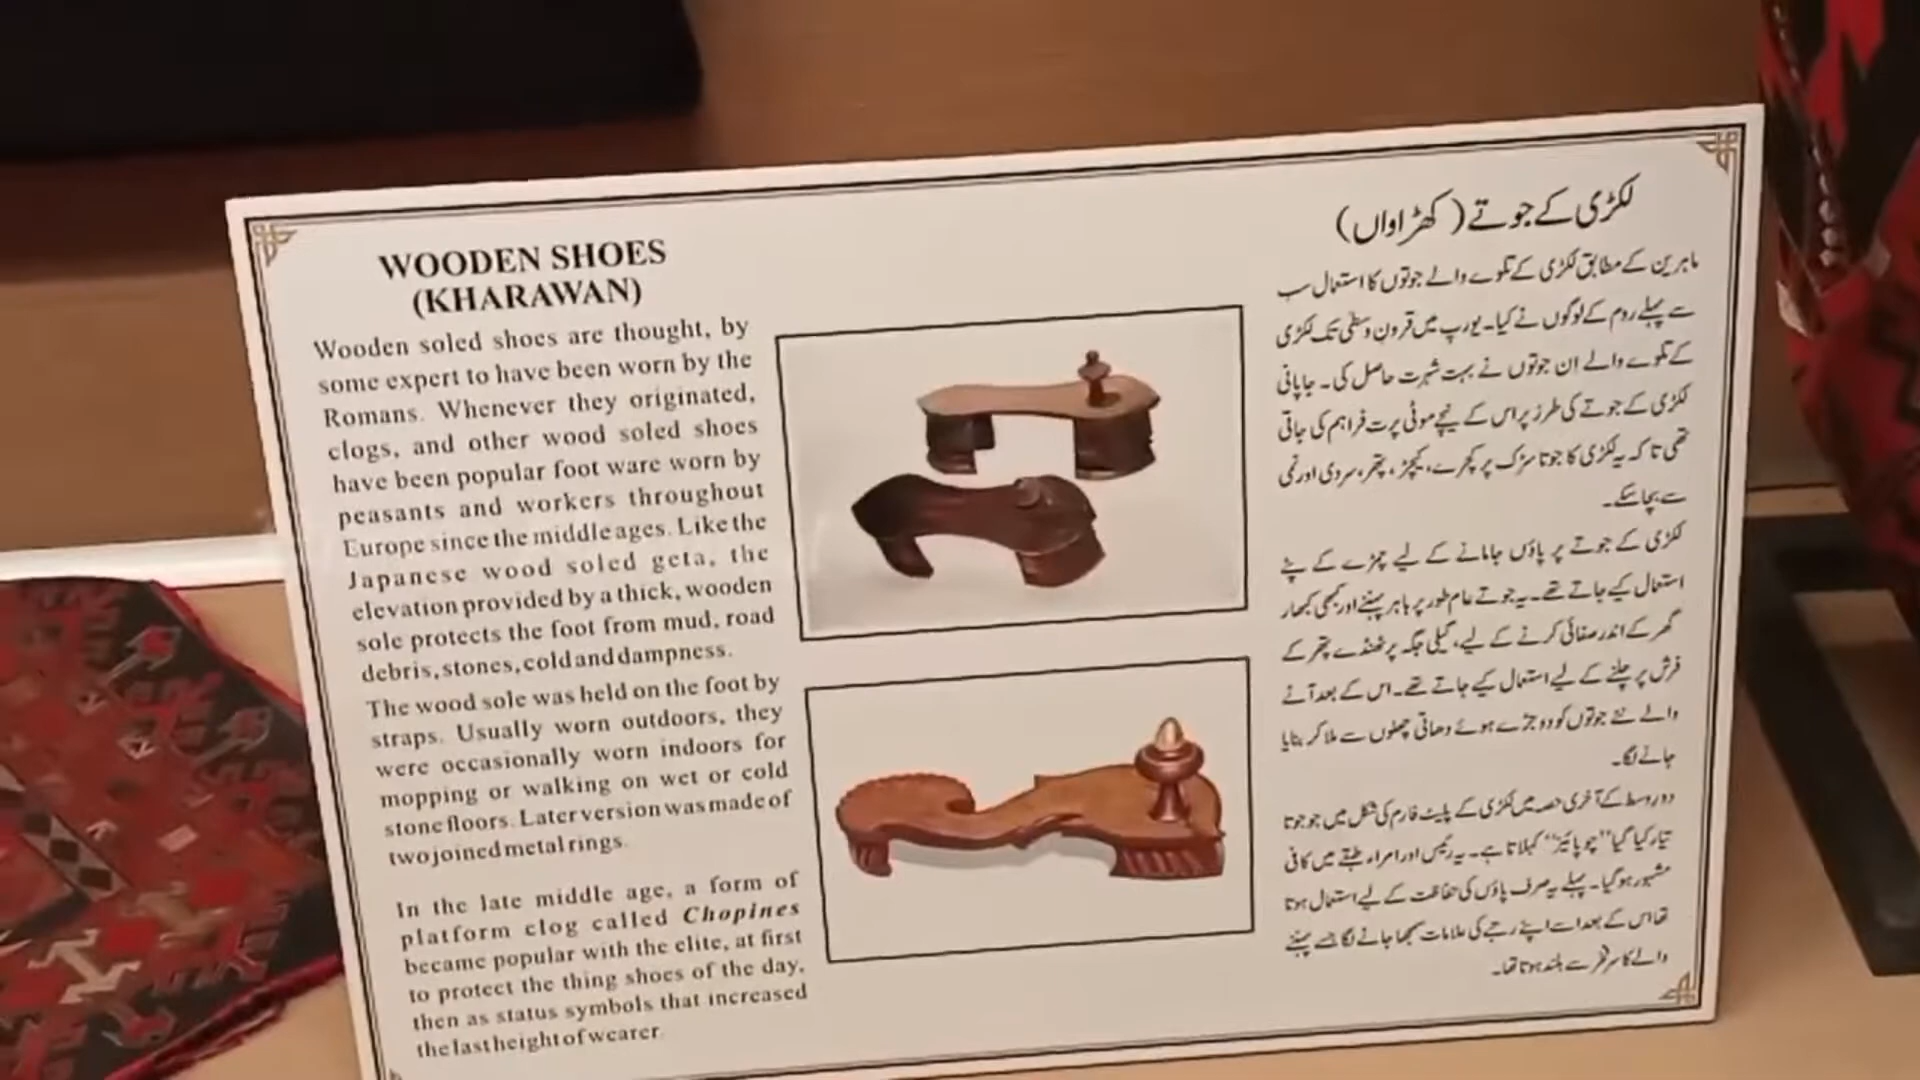 WOODEN SHOES
(KHARAWAN)
Wooden soled shoes are thought, by
some expert to have been worn by the
Romans. Whenever they originated,
clogs, and other wood soled shoes
have been popular foot ware worn by
peasants and workers throughout
Europe since the middle ages. Like the
Japanese wood soled geta, the
elevation provided by a thick, wooden
sole protects the foot from mud, road
debris, stones, cold and dampness.
The wood sole was held on the foot by
straps. Usually worn outdoors, they
were occasionally worn indoors for
mopping or walking on wet or cold
stone floors. Later version was made of
two joined metal rings.
In the late middle age, a form of
platform clog called Chopines
became popular with the elite, at first
to protect the thing shoes of the day,
then as status symbols that increased
the last height of wearer.
لکڑی کے جوتے (کھڑاواں)
ماہرین کے مطابق لکڑی کے تلوے والے جوتوں کا استعمال سب
سے پہلے روم کے لوگوں نے کیا۔ یورپ میں قرون وسطٰی تک لکڑی
کے تلوے والے ان جوتوں نے بہت شہرت حاصل کی۔ جاپانی
لکڑی کے جوتے کی طرز پر اس کے نیچے موٹی پرت فراہم کی جاتی
تھی تاکہ یہ لکڑی کا جوتا سڑک پر کچرے، کیچڑ، پتھر، سردی اور نمی
سے بچا سکے۔
لکڑی کے جوتے پر پاؤں جمانے کے لیے چمڑے کے پٹے
استعمال کیے جاتے تھے۔ یہ جوتے عام طور پر باہر پہننے اور کبھی کبھار
گھر کے اندر صفائی کرنے کے لیے، گیلی جگہ پر ٹھنڈے پتھر کے
فرش پر چلنے کے لیے استعمال کیے جاتے تھے۔ اس کے بعد آنے
والے نئے جوتوں کو دو جڑے ہوئے دھاتی چھلوں سے ملا کر بنایا
جانے لگا۔
دور وسط کے آخری حصہ میں لکڑی کے پلیٹ فارم کی شکل میں جو جوتا
تیار کیا گیا "چوپائینز" کہلاتا ہے۔ یہ رئیس اور امراء طبقے میں کافی
مشہور ہو گیا۔ پہلے یہ صرف پاؤں کی حفاظت کے لیے استعمال ہوتا
تھا اس کے بعد اسے اپنے رتبے کی علامات سمجھا جانے لگا جسے پہننے
والے کا سر فخر سے بلند ہوتا تھا۔